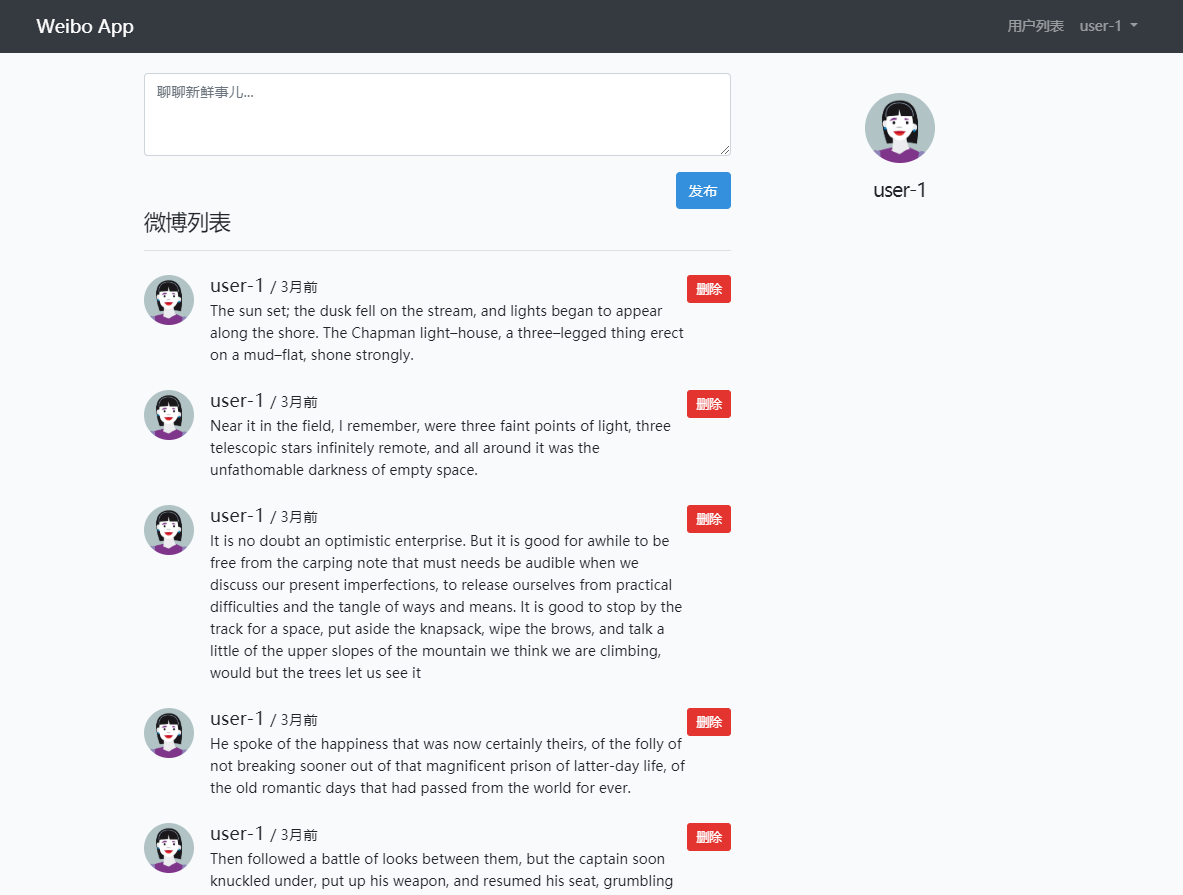 Weibo App
用户列表 user-1
聊聊新鲜事儿...
发布
user-1
微博列表
user-1 / 3月前
删除
The sun set; the dusk fell on the stream, and lights began to appear
along the shore. The Chapman light–house, a three–legged thing erect
on a mud–flat, shone strongly.
user-1 / 3月前
删除
Near it in the field, I remember, were three faint points of light, three
telescopic stars infinitely remote, and all around it was the
unfathomable darkness of empty space.
user-1 / 3月前
删除
It is no doubt an optimistic enterprise. But it is good for awhile to be
free from the carping note that must needs be audible when we
discuss our present imperfections, to release ourselves from practical
difficulties and the tangle of ways and means. It is good to stop by the
track for a space, put aside the knapsack, wipe the brows, and talk a
little of the upper slopes of the mountain we think we are climbing,
would but the trees let us see it
user-1 / 3月前
删除
He spoke of the happiness that was now certainly theirs, of the folly of
not breaking sooner out of that magnificent prison of latter-day life, of
the old romantic days that had passed from the world for ever.
user-1 / 3月前
删除
Then followed a battle of looks between them, but the captain soon
knuckled under, put up his weapon, and resumed his seat, grumbling